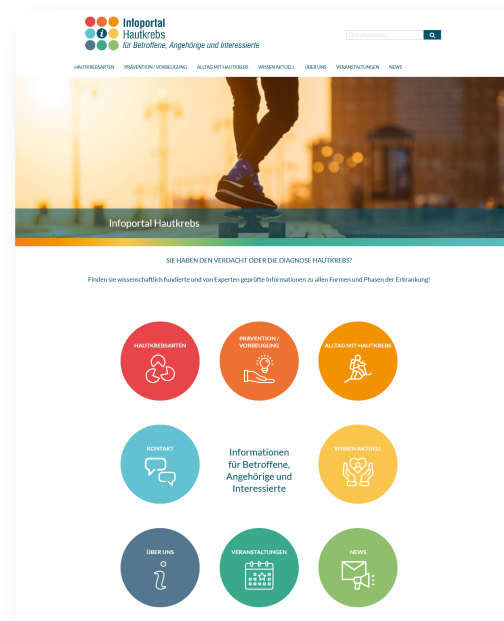 Infoportal
Hautkrebs
für Betroffene, Angehörige und Interessierte
Durchsuchen
HAUTKREBSARTEN PRÄVENTION / VORBEUGUNG ALLTAG MIT HAUTKREBS WISSEN AKTUELL ÜBER UNS VERANSTALTUNGEN NEWS
Infoportal Hautkrebs
SIE HABEN DEN VERDACHT ODER DIE DIAGNOSE HAUTKREBS?
Finden sie wissenschaftlich fundierte und von Experten geprüfte Informationen zu allen Formen und Phasen der Erkrankung!
HAUTKREBSARTEN
PRÄVENTION /
VORBEUGUNG
ALLTAG MIT HAUTKREBS
KONTAKT
Informationen
für Betroffene,
Angehörige und
Interessierte
WISSEN AKTUELL
ÜBER UNS
VERANSTALTUNGEN
NEWS